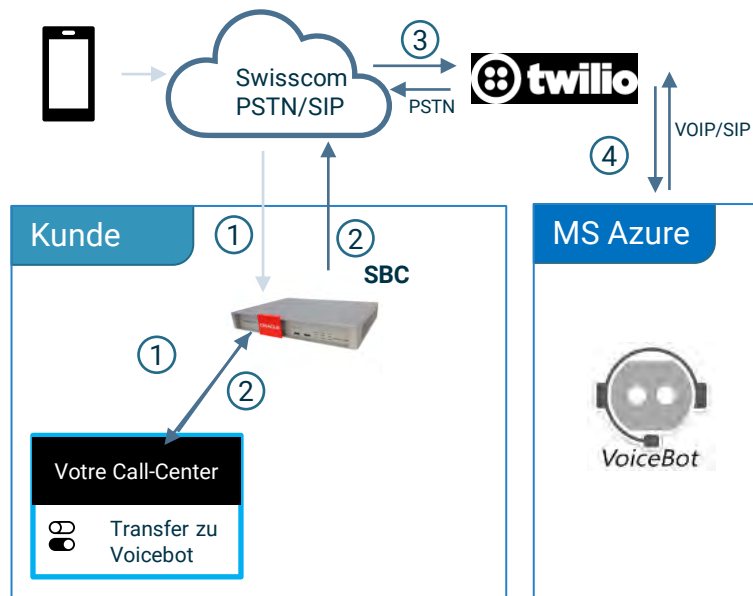 3
Swisscom
PSTN/SIP
twilio
PSTN
VOIP/SIP
4
Kunde
1
2
MS Azure
SBC
ORACLE
1
2
VoiceBot
Votre Call-Center
Transfer zu
Voicebot